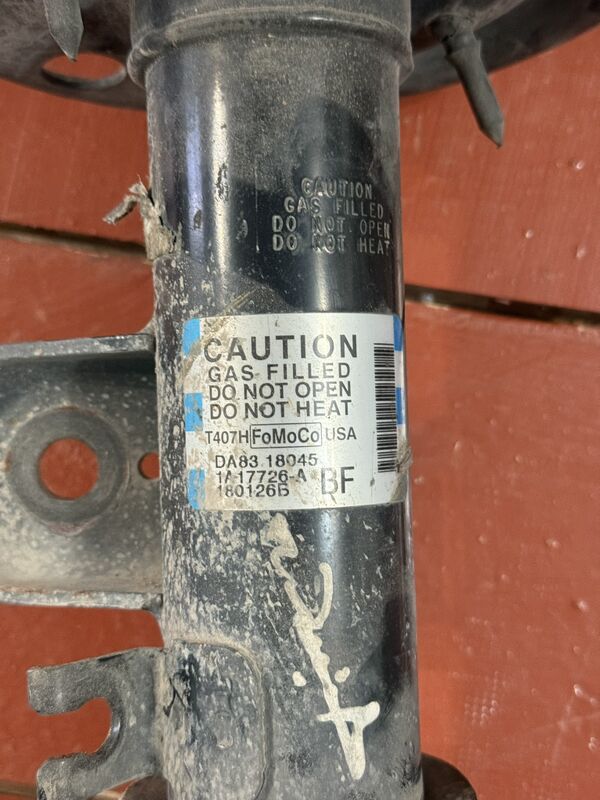 CAUTION
GAS FILLED
DO NOT OPEN
DO NOT HEAT
CAUTION
GAS FILLED
DO NOT OPEN
DO NOT HEAT
T407H FoMoCo USA
DA83 18045
1A17726-A
180126B BF